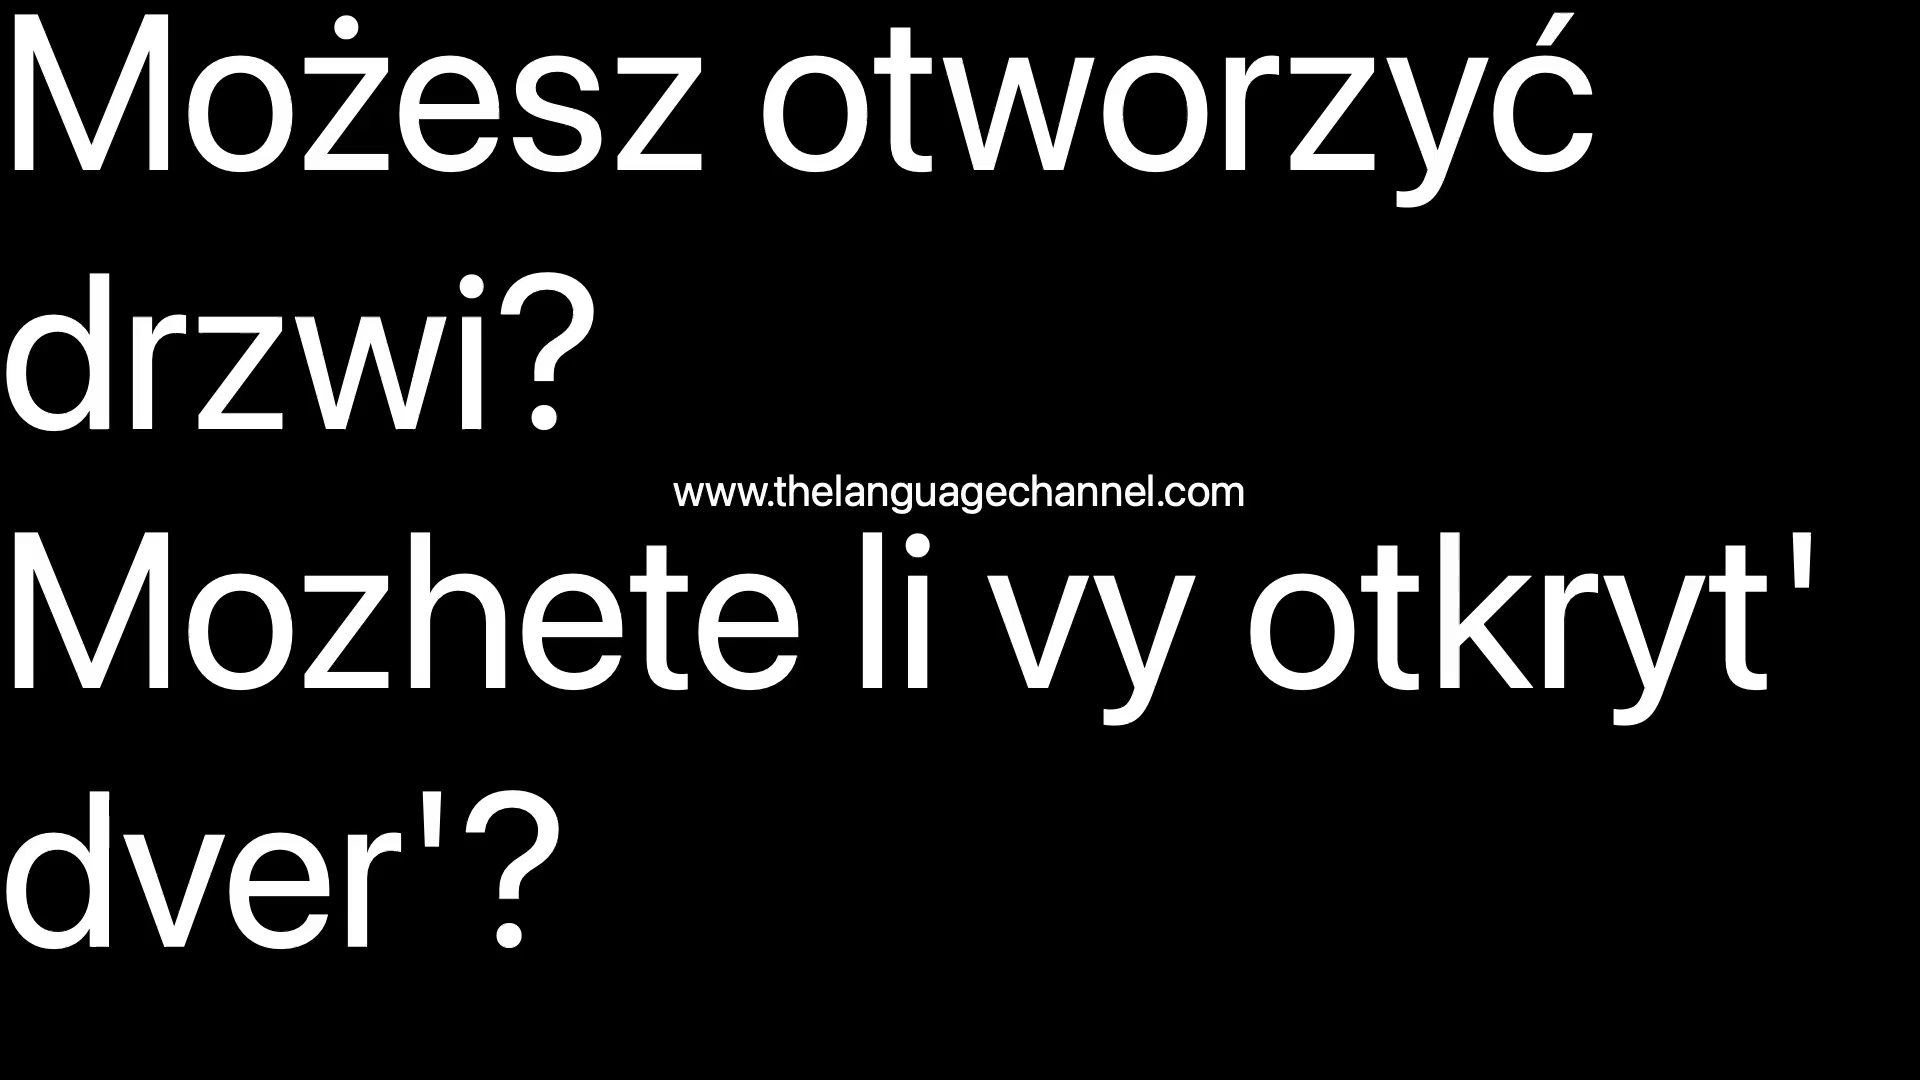 Możesz otworzyć
drzwi?
www.thelanguagechannel.com
Mozhete li vy otkryt'
dver'?